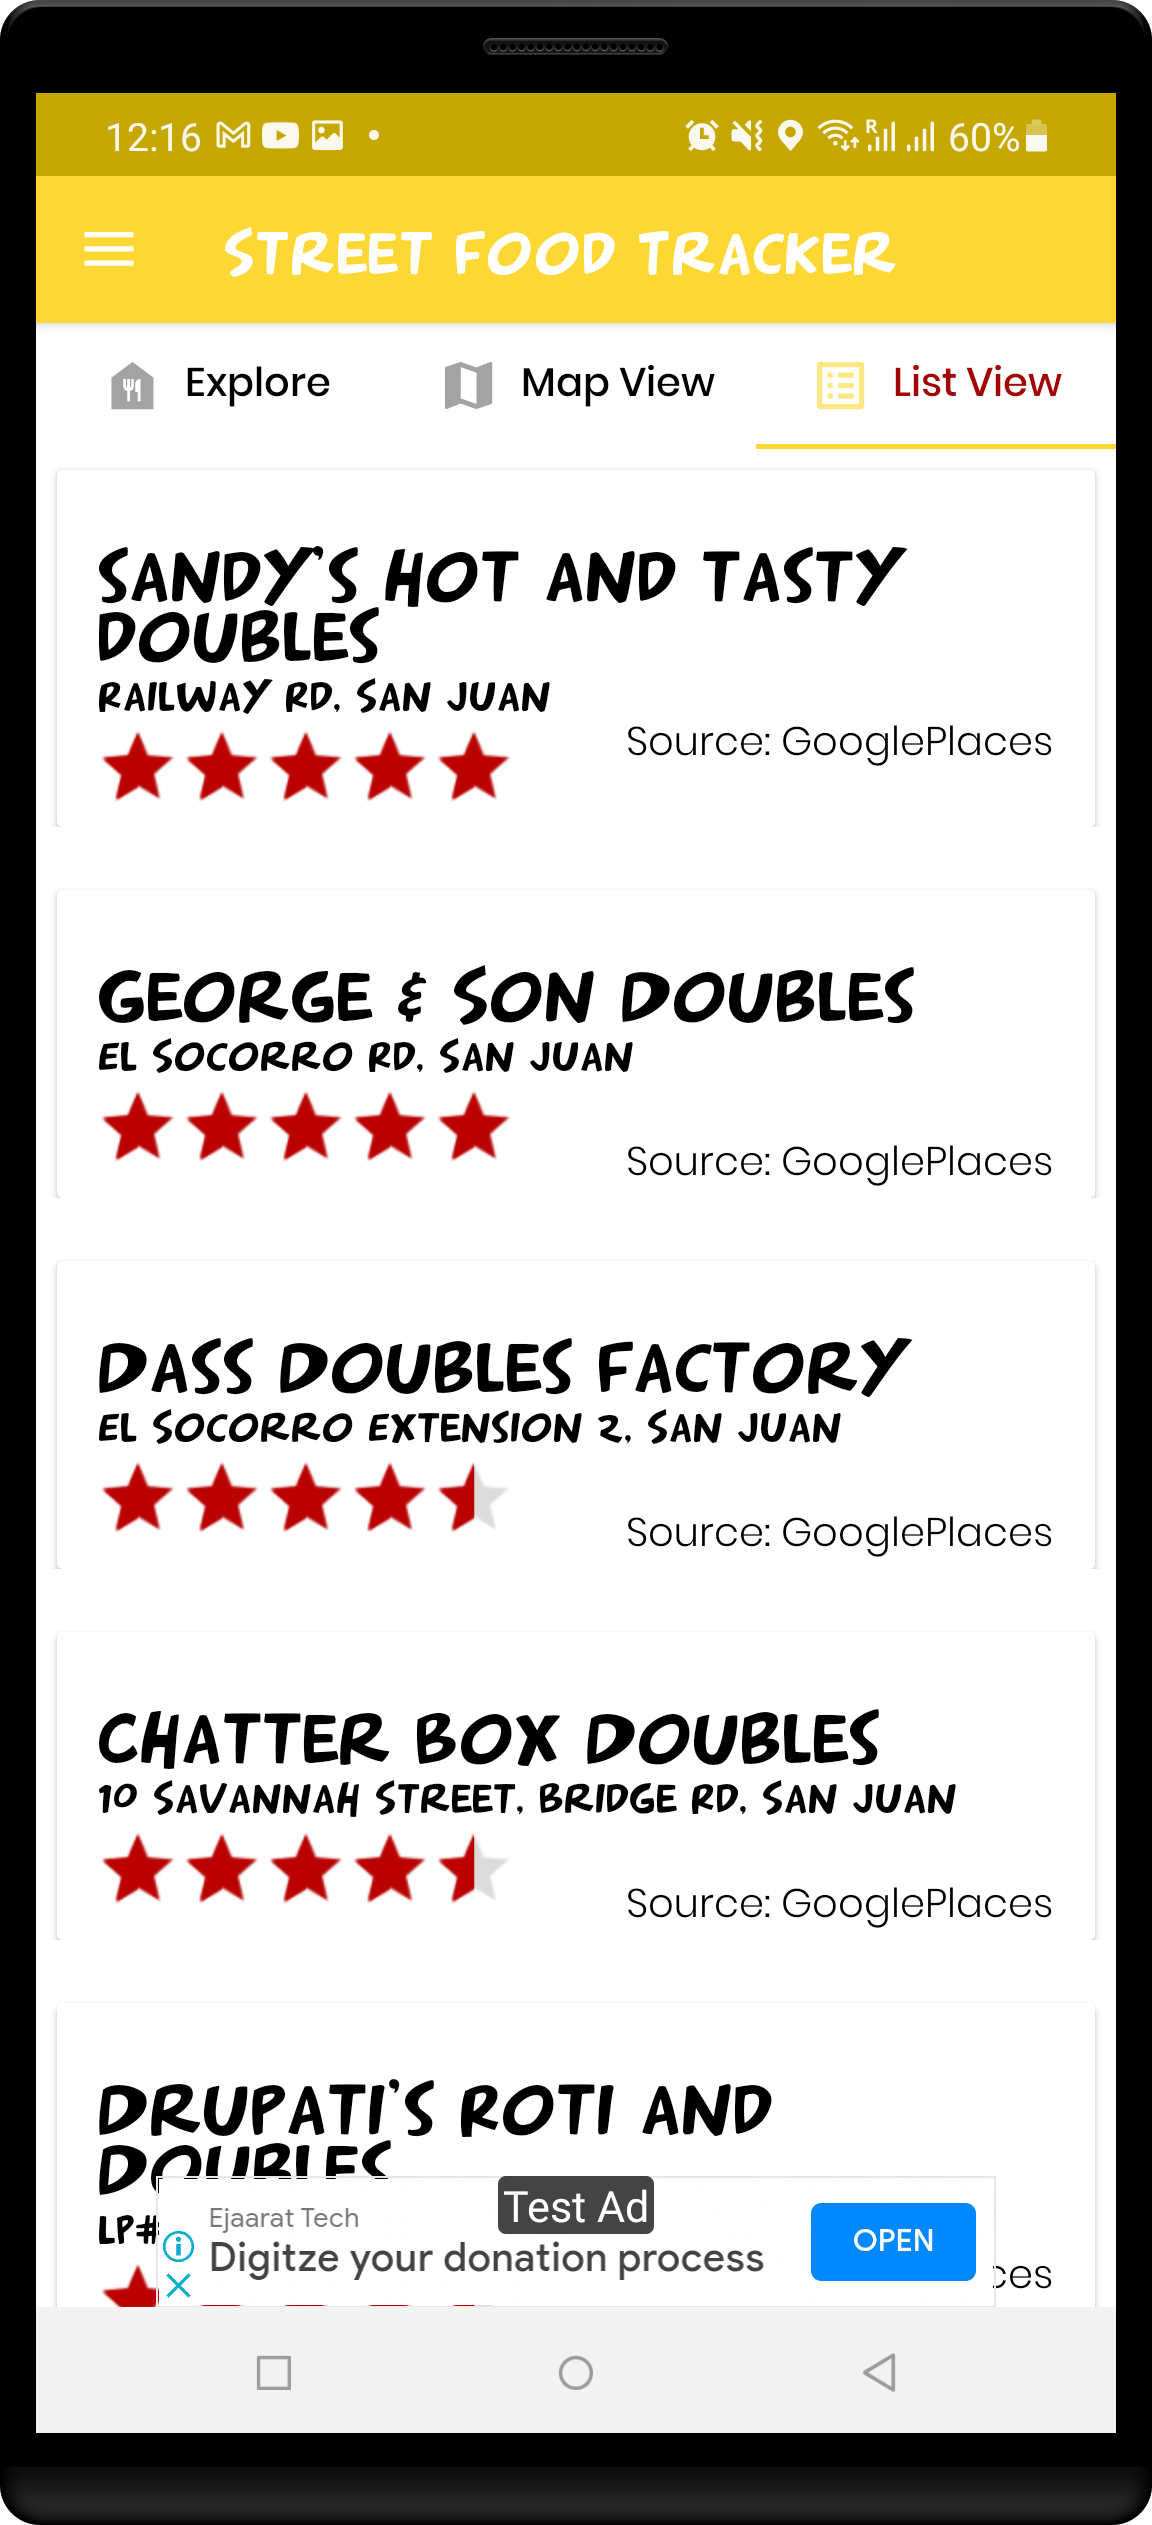 12:16
R
60%
STREET FOOD TRACKER
Explore
Map View
List View
SANDY'S HOT AND TASTY
DOUBLES
RAILWAY RD, SAN JUAN
Source: GooglePlaces
GEORGE & SON DOUBLES
EL SOCORRO RD, SAN JUAN
Source: GooglePlaces
DASS DOUBLES FACTORY
EL SOCORRO EXTENSION 2, SAN JUAN
Source: GooglePlaces
CHATTER BOX DOUBLES
10 SAVANNAH STREET, BRIDGE RD, SAN JUAN
Source: GooglePlaces
DRUPATI'S ROTI AND
DOUBLES
LP#
Test Ad
Ejaarat Tech
Digitze your donation process
OPEN